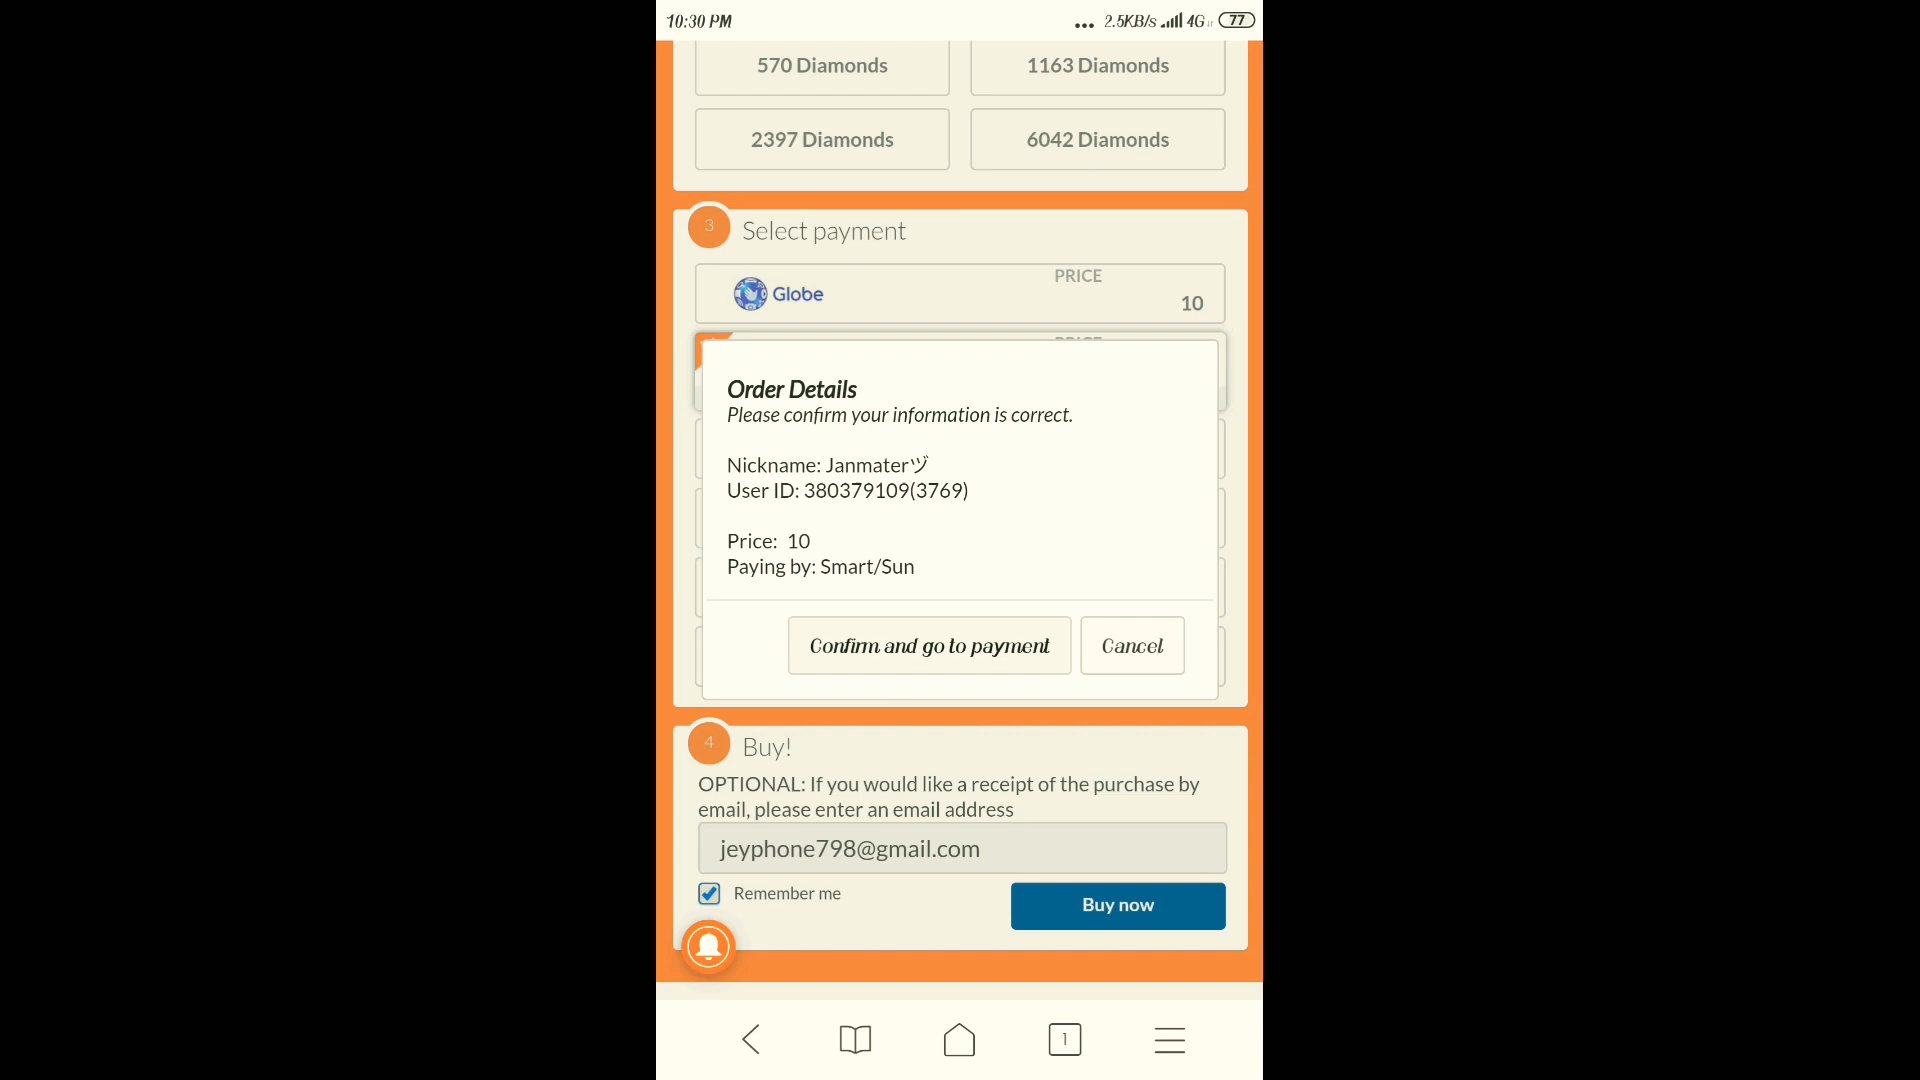 10:30 PM
... 2.5KB/s 4G 77
570 Diamonds
1163 Diamonds
2397 Diamonds
6042 Diamonds
3 Select payment
Globe
PRICE
10
Order Details
Please confirm your information is correct.
Nickname: Janmaterヅ
User ID: 380379109(3769)
Price: 10
Paying by: Smart/Sun
Confirm and go to payment
Cancel
4 Buy!
OPTIONAL: If you would like a receipt of the purchase by
email, please enter an email address
jeyphone798@gmail.com
Remember me
Buy now
1